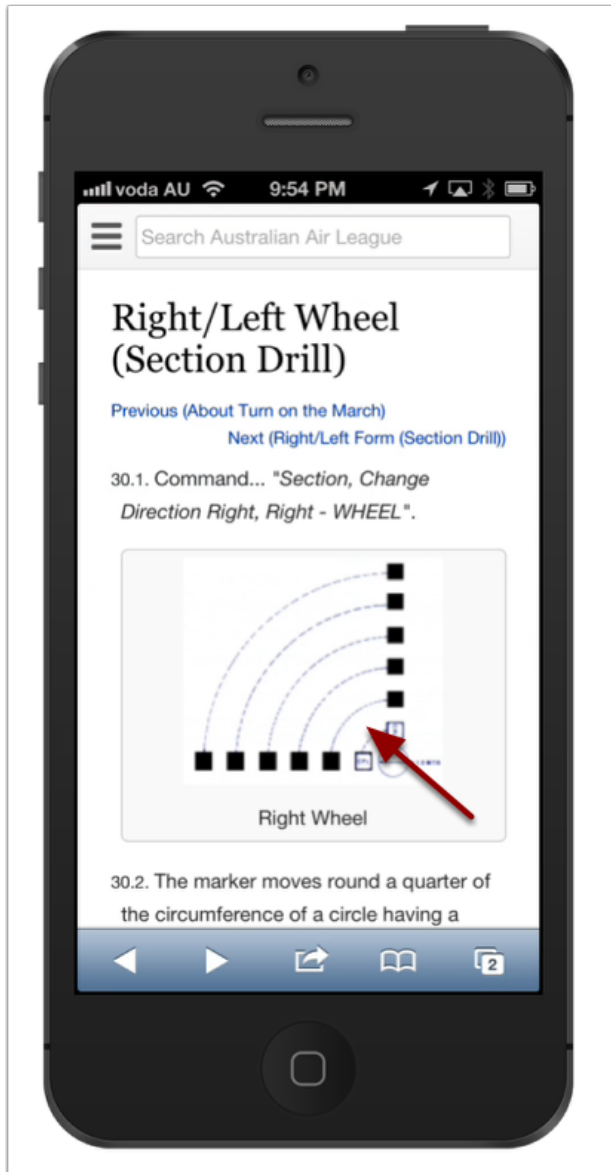 voda AU 9:54 PM
Search Australian Air League
Right/Left Wheel
(Section Drill)
Previous (About Turn on the March)
Next (Right/Left Form (Section Drill))
30.1. Command... "Section, Change
Direction Right, Right - WHEEL".
Right Wheel
30.2. The marker moves round a quarter of
the circumference of a circle having a
2